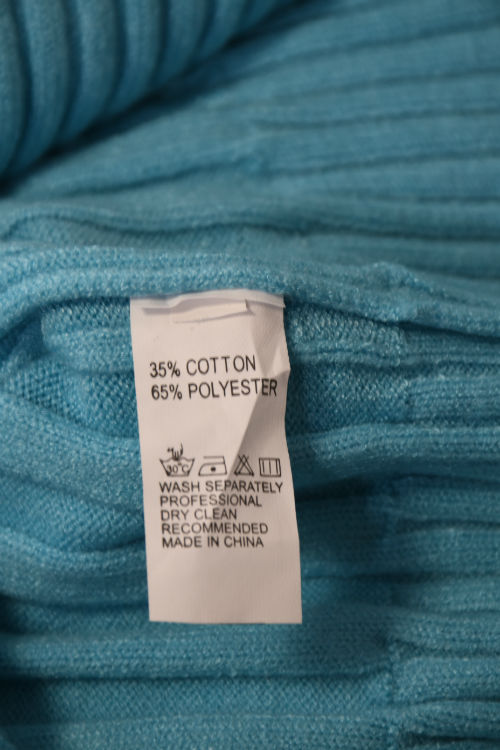 35% COTTON
65% POLYESTER
30°C
WASH SEPARATELY
PROFESSIONAL
DRY CLEAN
RECOMMENDED
MADE IN CHINA